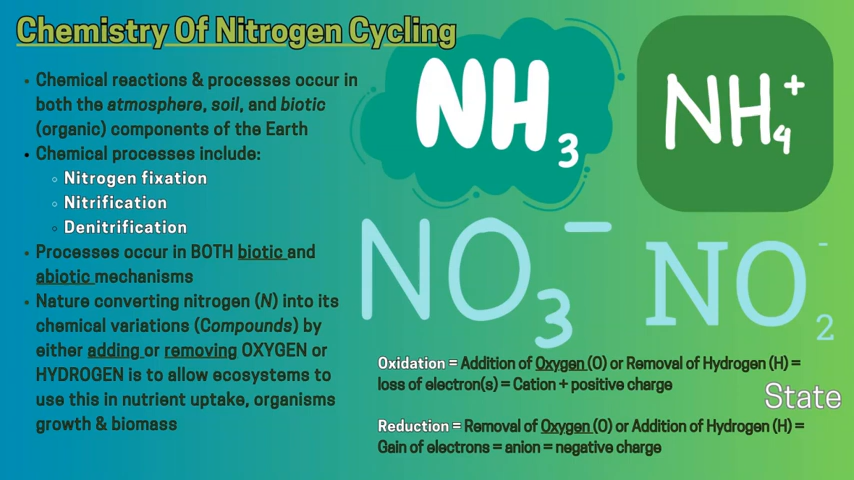 Chemistry Of Nitrogen Cycling
• Chemical reactions & processes occur in
both the atmosphere, soil, and biotic
(organic) components of the Earth
• Chemical processes include:
◦ Nitrogen fixation
◦ Nitrification
◦ Denitrification
• Processes occur in BOTH biotic and
abiotic mechanisms
• Nature converting nitrogen (N) into its
chemical variations (Compounds) by
either adding or removing OXYGEN or
HYDROGEN is to allow ecosystems to
use this in nutrient uptake, organisms
growth & biomass
NH₃
NH₄⁺
NO₃⁻
NO₂⁻
Oxidation = Addition of Oxygen (O) or Removal of Hydrogen (H) =
loss of electron(s) = Cation + positive charge
State
Reduction = Removal of Oxygen (O) or Addition of Hydrogen (H) =
Gain of electrons = anion = negative charge